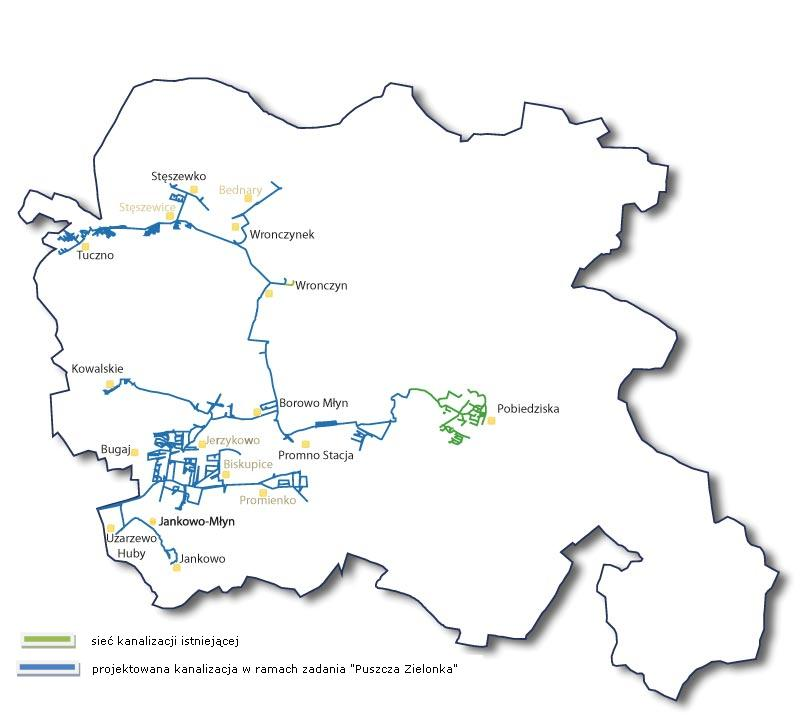 Stęszewko
Bednary
Stęszewice
Wronczynek
Tuczno
Wronczyn
Kowalskie
Borowo Młyn
Pobiedziska
Jerzykowo
Bugaj
Promno Stacja
Biskupice
Promienko
Jankowo-Młyn
Uzarzewo
Huby
Jankowo
sieć kanalizacji istniejącej
projektowana kanalizacja w ramach zadania "Puszcza Zielonka"